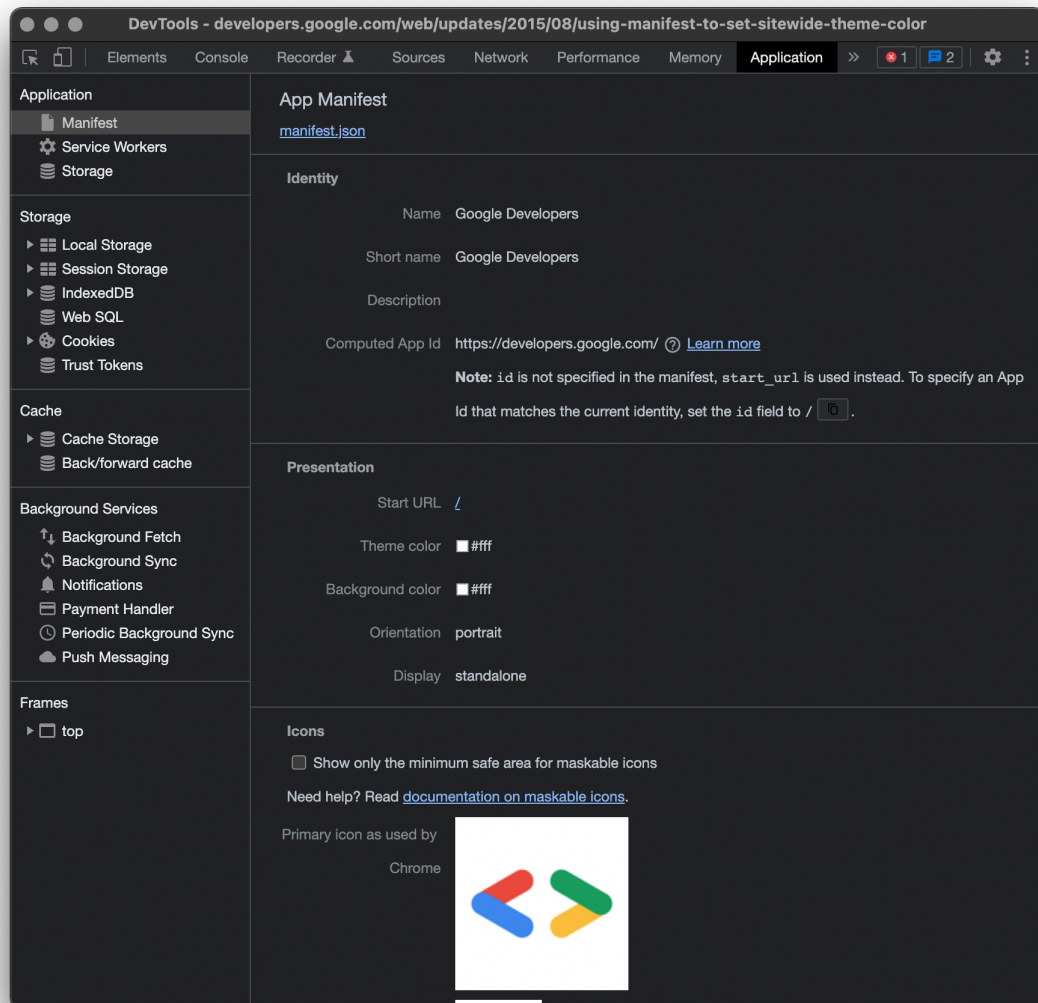 DevTools - developers.google.com/web/updates/2015/08/using-manifest-to-set-sitewide-theme-color
Elements Console Recorder Sources Network Performance Memory Application » 1 2
Application
Manifest
Service Workers
Storage
Storage
Local Storage
Session Storage
IndexedDB
Web SQL
Cookies
Trust Tokens
Cache
Cache Storage
Back/forward cache
Background Services
Background Fetch
Background Sync
Notifications
Payment Handler
Periodic Background Sync
Push Messaging
Frames
top
App Manifest
manifest.json
Identity
Name Google Developers
Short name Google Developers
Description
Computed App Id https://developers.google.com/ ? Learn more
Note: id is not specified in the manifest, start_url is used instead. To specify an App
Id that matches the current identity, set the id field to / .
Presentation
Start URL /
Theme color #fff
Background color #fff
Orientation portrait
Display standalone
Icons
Show only the minimum safe area for maskable icons
Need help? Read documentation on maskable icons.
Primary icon as used by
Chrome